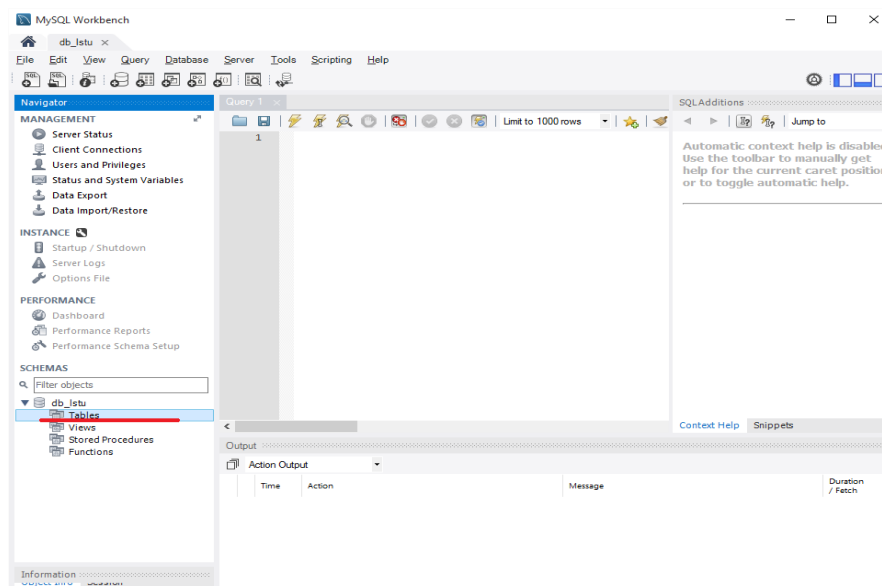 MySQL Workbench
db_lstu
File Edit View Query Database Server Tools Scripting Help
Navigator
MANAGEMENT
Server Status
Client Connections
Users and Privileges
Status and System Variables
Data Export
Data Import/Restore
INSTANCE
Startup / Shutdown
Server Logs
Options File
PERFORMANCE
Dashboard
Performance Reports
Performance Schema Setup
SCHEMAS
Filter objects
db_lstu
Tables
Views
Stored Procedures
Functions
Information
Object Info Session
Query 1
Limit to 1000 rows
1
SQLAdditions
Jump to
Automatic context help is disable
Use the toolbar to manually get
help for the current caret position
or to toggle automatic help.
Context Help Snippets
Output
Action Output
Time Action Message Duration
/ Fetch